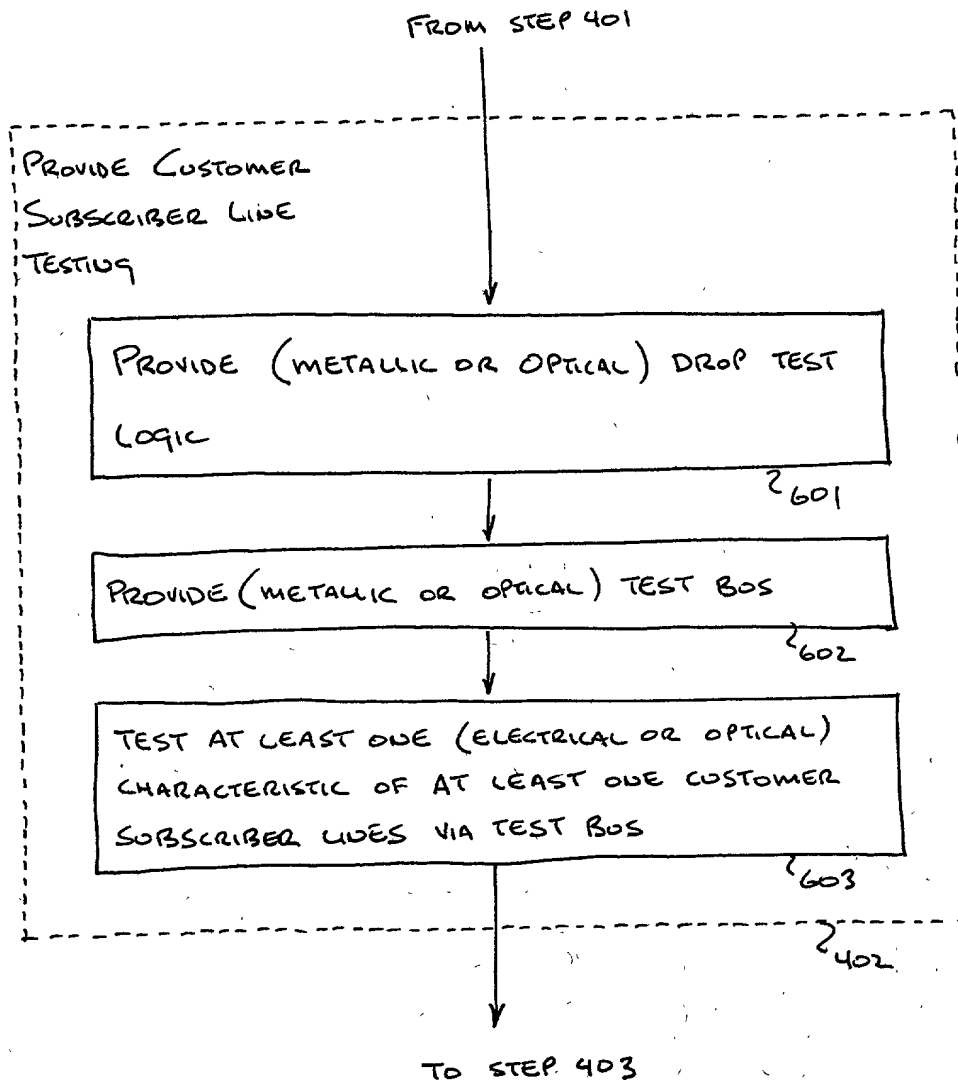 FROM STEP 401
PROVIDE CUSTOMER
SUBSCRIBER LINE
TESTING
PROVIDE (METALLIC OR OPTICAL) DROP TEST
LOGIC
601
PROVIDE (METALLIC OR OPTICAL) TEST BUS
602
TEST AT LEAST ONE (ELECTRICAL OR OPTICAL)
CHARACTERISTIC OF AT LEAST ONE CUSTOMER
SUBSCRIBER LINES VIA TEST BUS
603
402
TO STEP 403